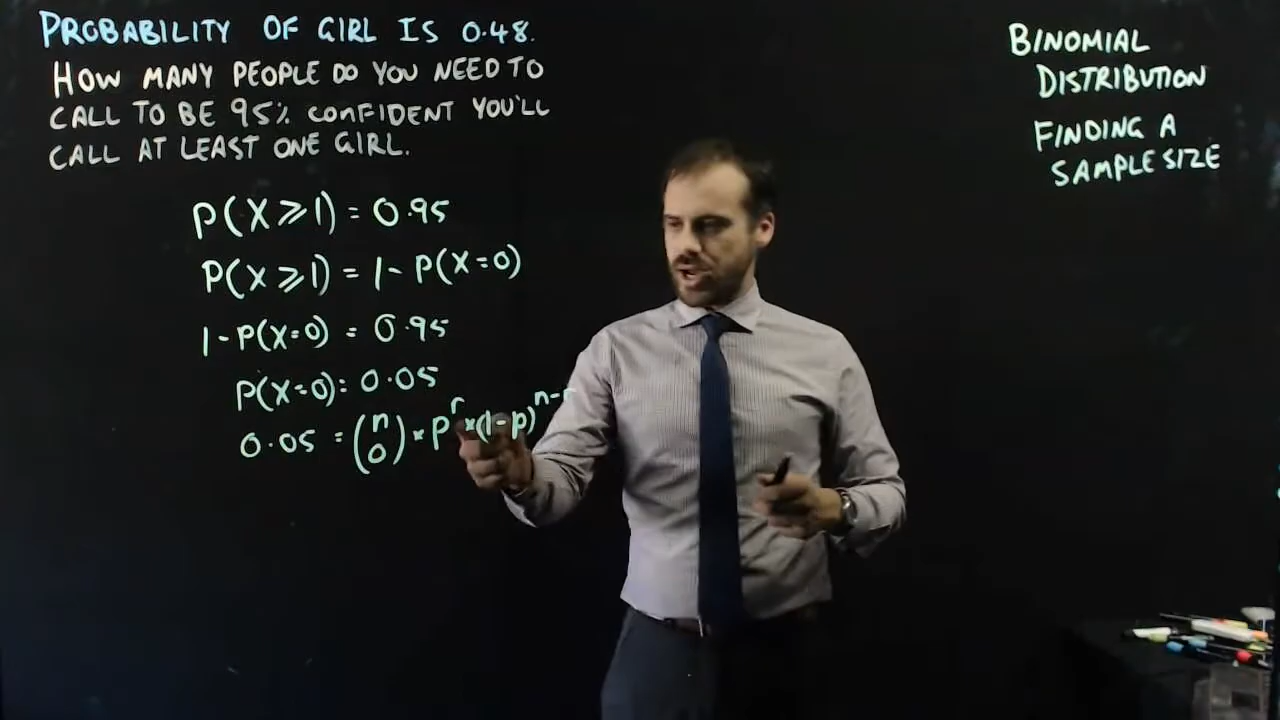 PROBABILITY OF GIRL IS 0.48.
HOW MANY PEOPLE DO YOU NEED TO
CALL TO BE 95% CONFIDENT YOU'LL
CALL AT LEAST ONE GIRL.
P(X ≥ 1) = 0.95
P(X ≥ 1) = 1 - P(X = 0)
1 - P(X = 0) = 0.95
P(X = 0) = 0.05
0.05 = (n 0) × p^r × (1 - p)^n-r
BINOMIAL
DISTRIBUTION
FINDING A
SAMPLE SIZE